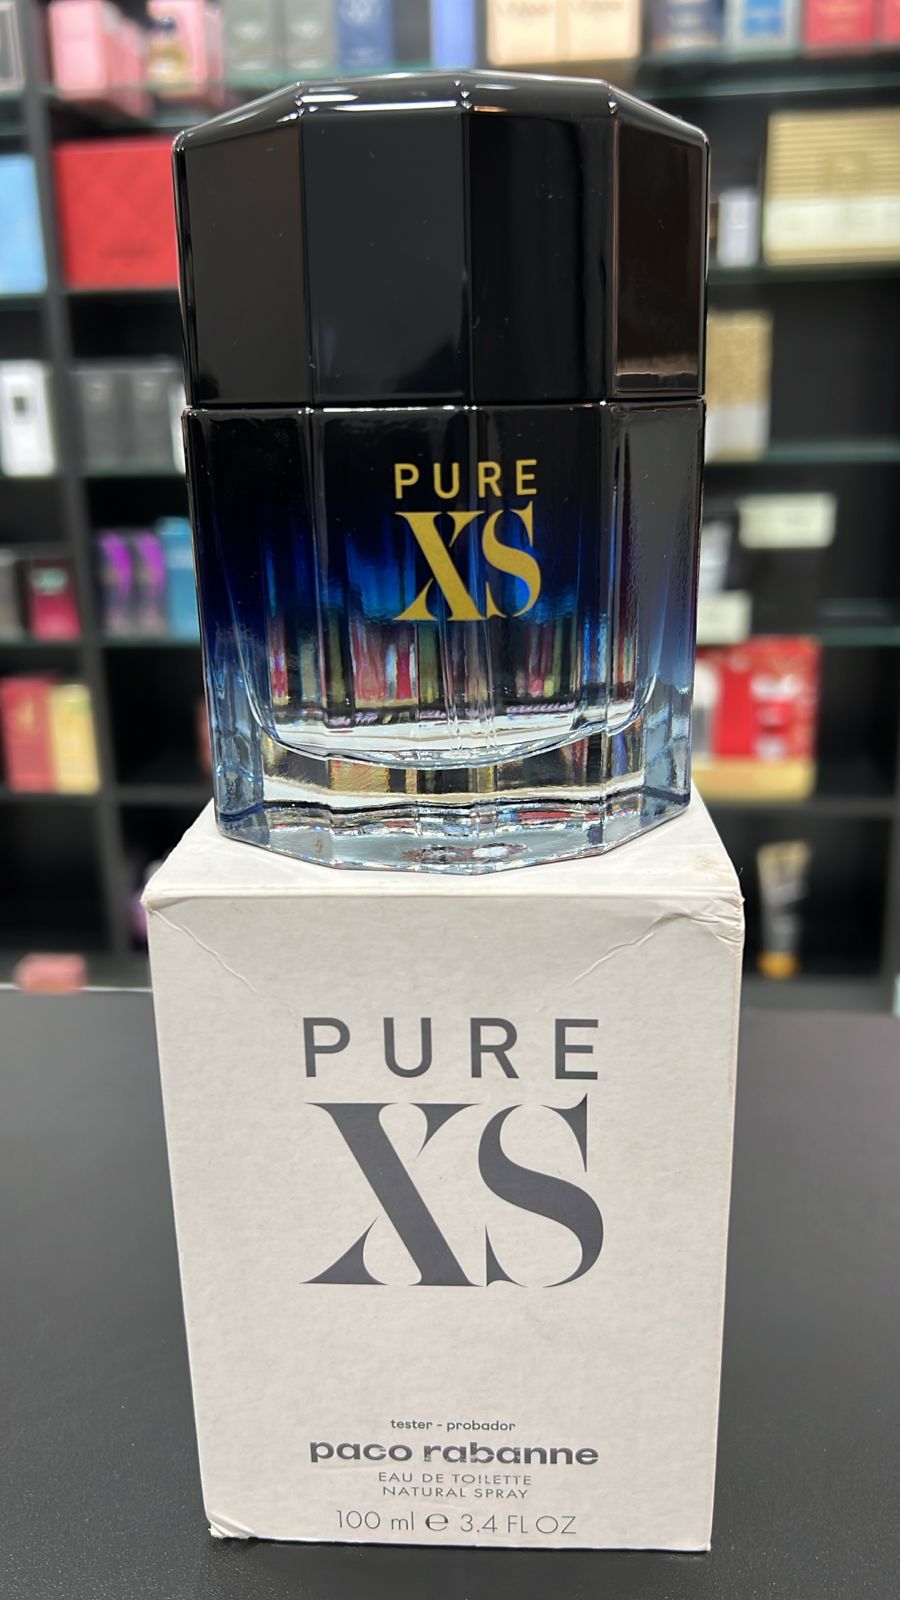 PURE
XS
PURE
XS
tester - probador
paco rabanne
EAU DE TOILETTE
NATURAL SPRAY
100 ml ℮ 3.4 FL OZ